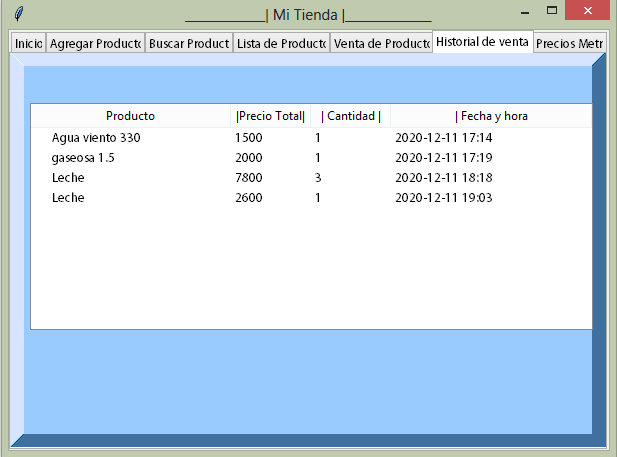 ___________| Mi Tienda |____________
Inicio Agregar Producto Buscar Product Lista de Producto Venta de Producto Historial de venta Precios Metr
Producto |Precio Total| | Cantidad | | Fecha y hora
Agua viento 330 1500 1 2020-12-11 17:14
gaseosa 1.5 2000 1 2020-12-11 17:19
Leche 7800 3 2020-12-11 18:18
Leche 2600 1 2020-12-11 19:03